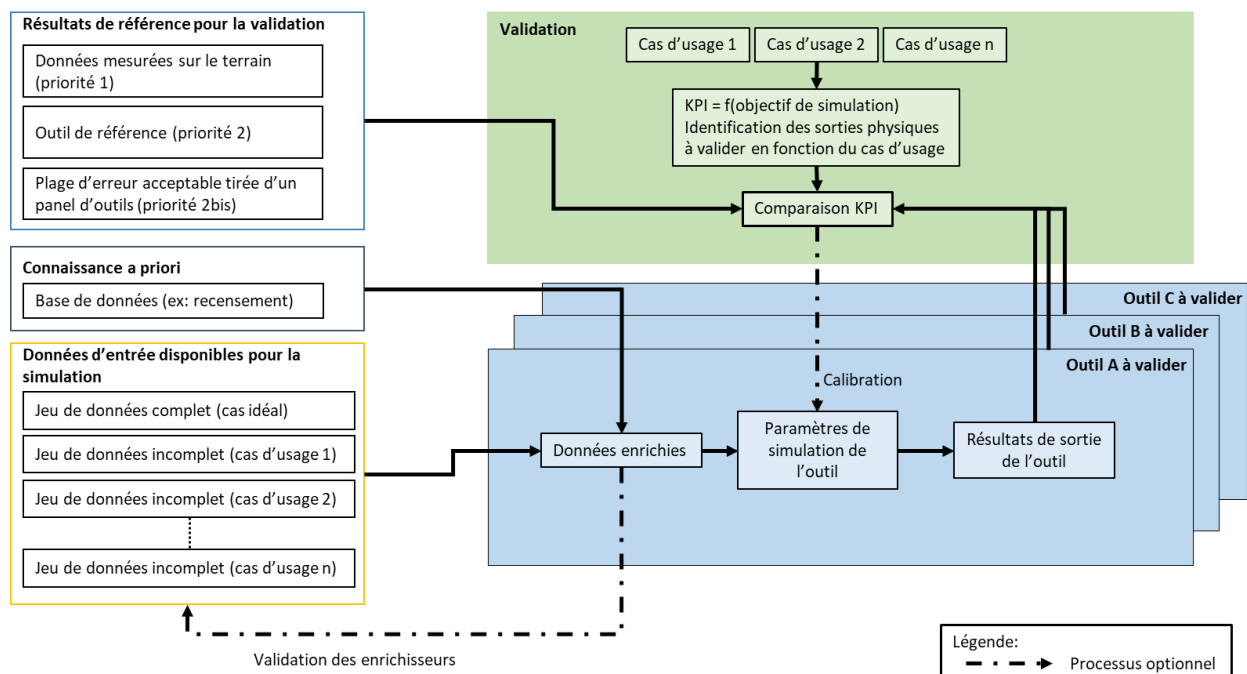 Résultats de référence pour la validation
Données mesurées sur le terrain
(priorité 1)
Outil de référence (priorité 2)
Plage d'erreur acceptable tirée d'un
panel d'outils (priorité 2bis)
Connaissance a priori
Base de données (ex: recensement)
Données d'entrée disponibles pour la
simulation
Jeu de données complet (cas idéal)
Jeu de données incomplet (cas d'usage 1)
Jeu de données incomplet (cas d'usage 2)
Jeu de données incomplet (cas d'usage n)
Validation
Cas d'usage 1
Cas d'usage 2
Cas d'usage n
KPI = f(objectif de simulation)
Identification des sorties physiques
à valider en fonction du cas d'usage
Comparaison KPI
Outil C à valider
Outil B à valider
Outil A à valider
Calibration
Données enrichies
Paramètres de
simulation de
l'outil
Résultats de sortie
de l'outil
Validation des enrichisseurs
Légende:
Processus optionnel